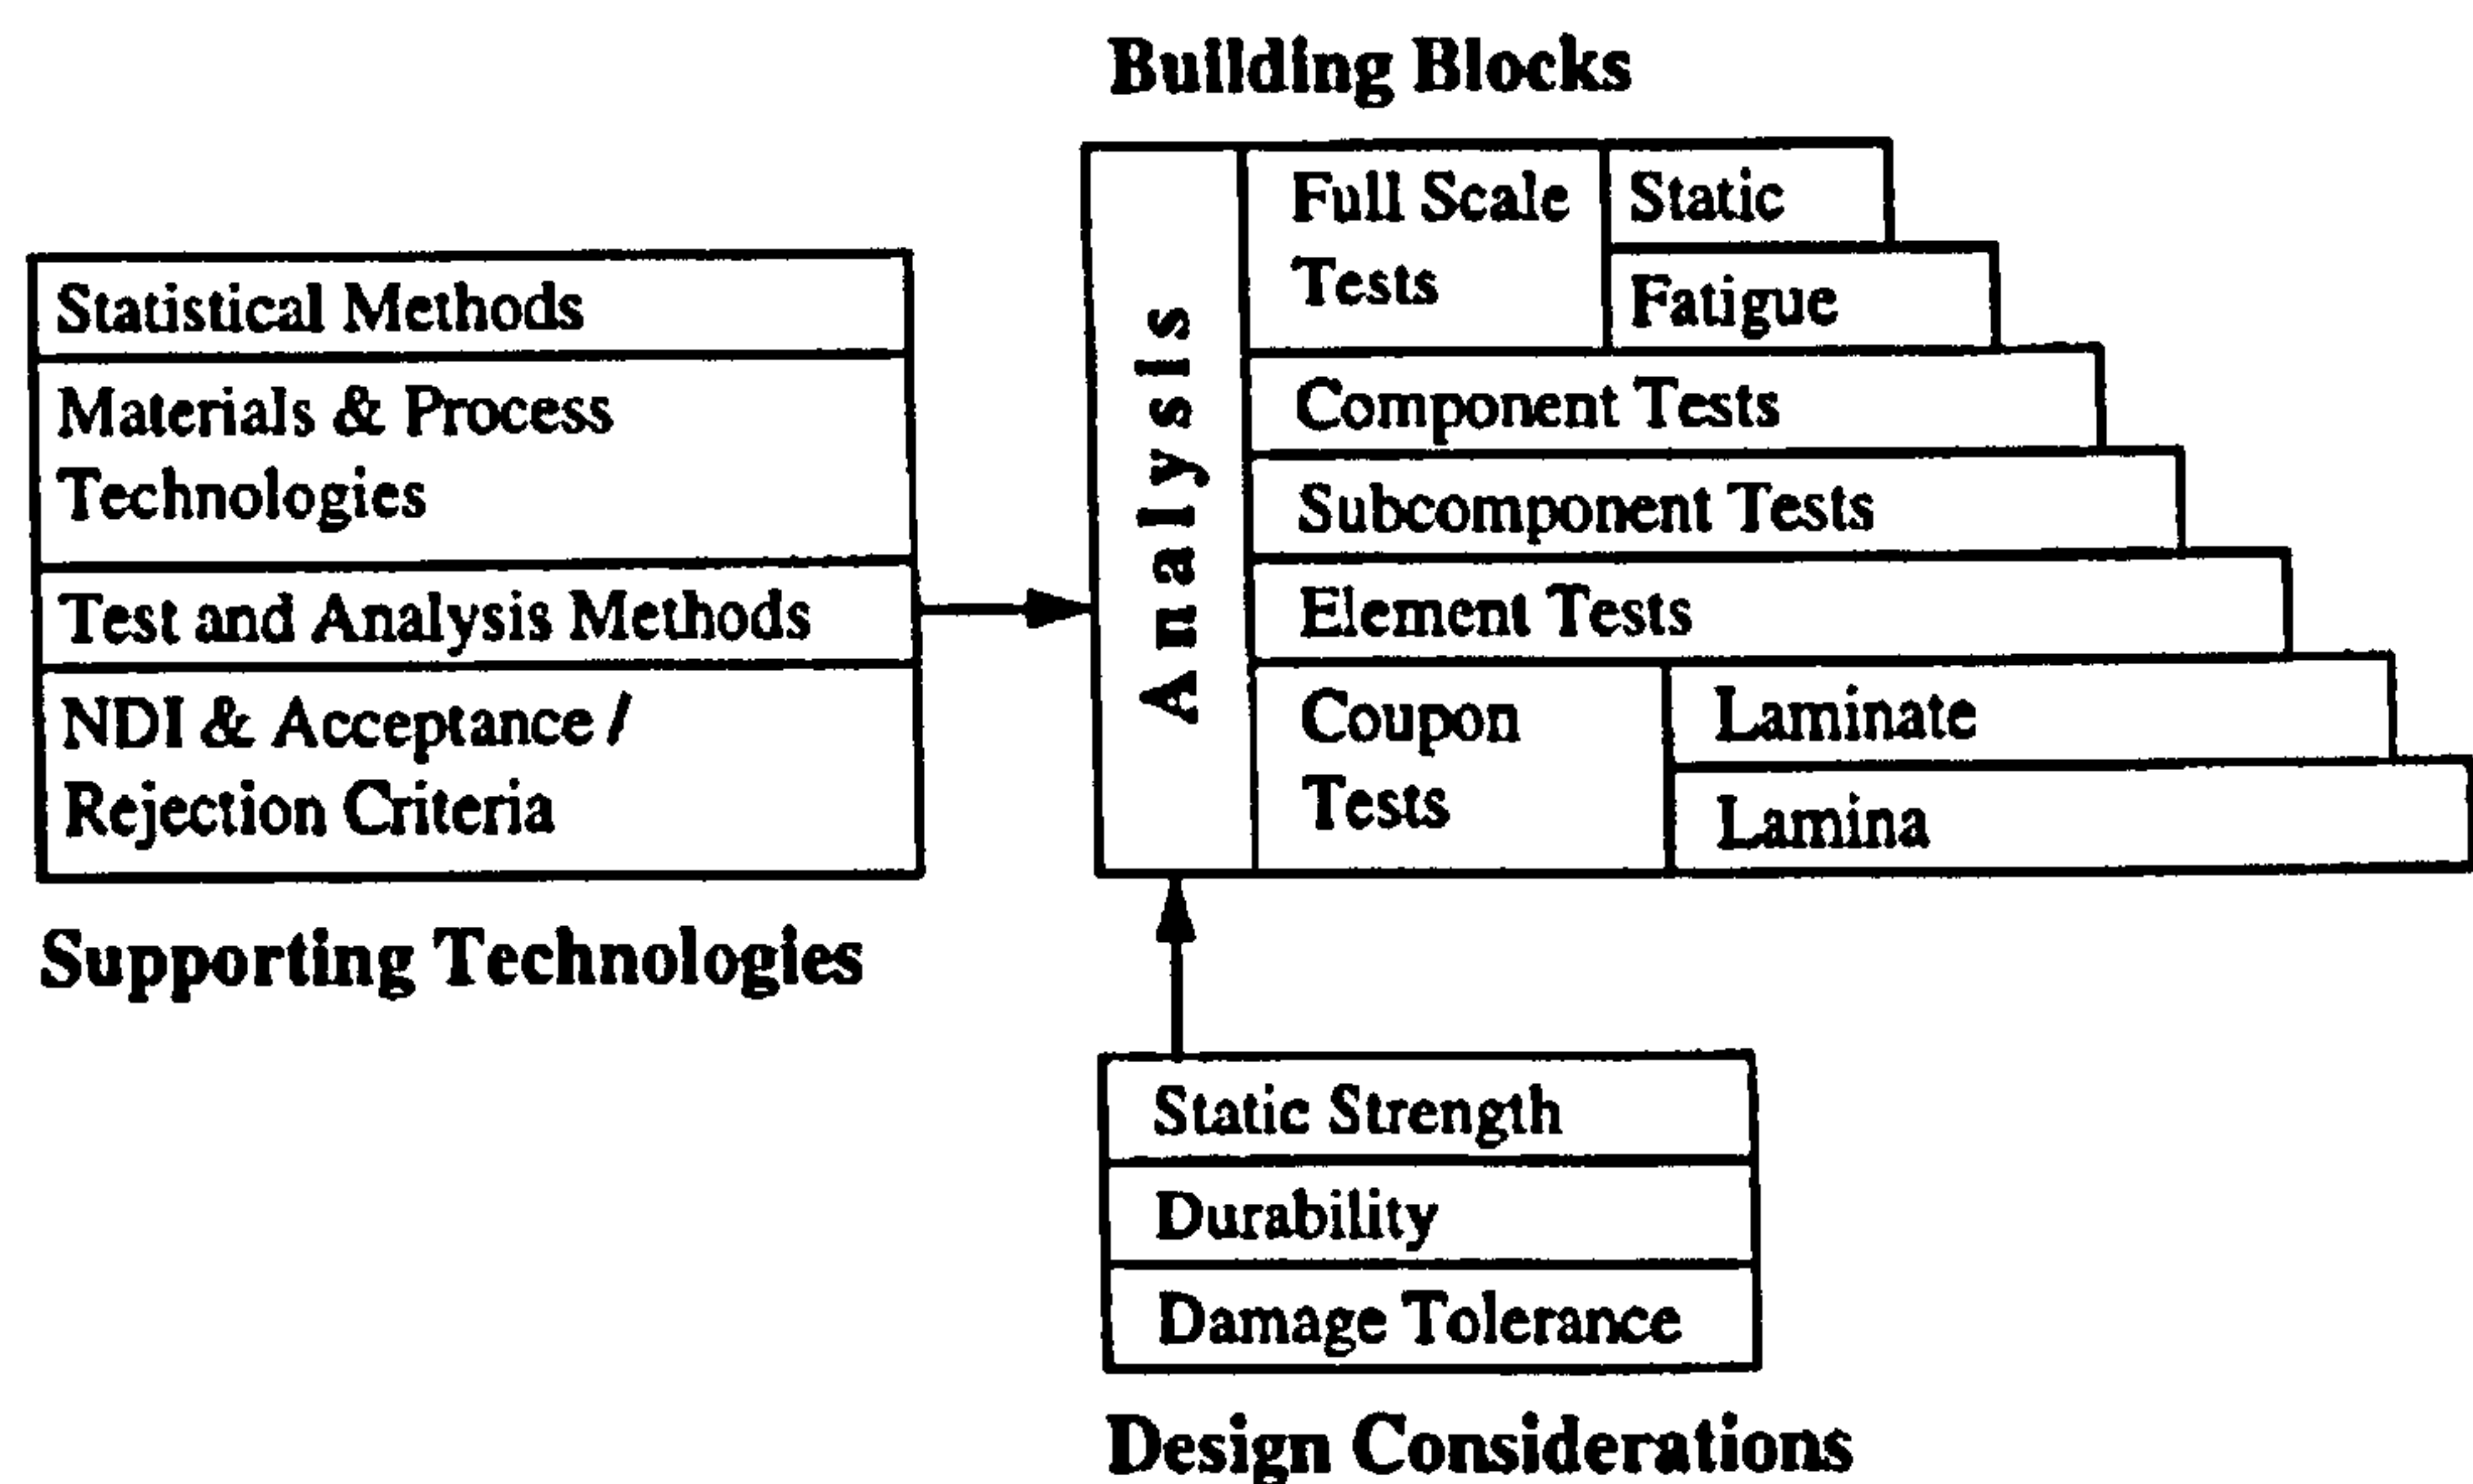 Building Blocks
Analysis
Full Scale
Tests
Static
Fatigue
Component Tests
Subcomponent Tests
Element Tests
Coupon
Tests
Laminate
Lamina
Statistical Methods
Materials & Process
Technologies
Test and Analysis Methods
NDI & Acceptance /
Rejection Criteria
Supporting Technologies
Static Strength
Durability
Damage Tolerance
Design Considerations